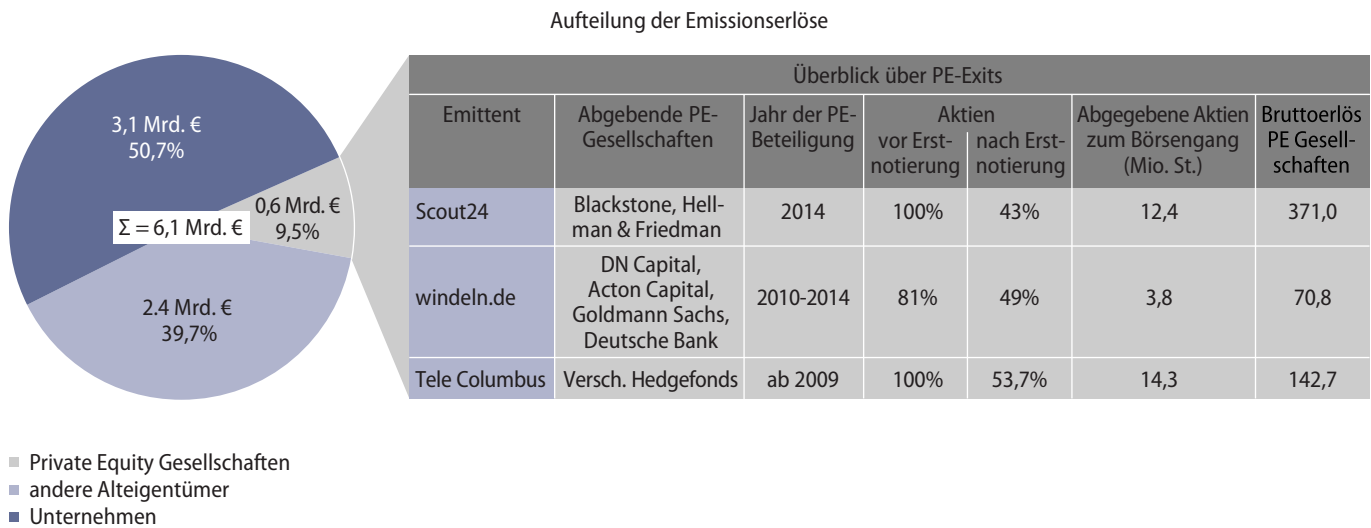 Aufteilung der Emissionserlöse
3,1 Mrd. €
50,7%
0,6 Mrd. €
9,5%
Σ = 6,1 Mrd. €
2.4 Mrd. €
39,7%
Überblick über PE-Exits
Emittent
Abgebende PE-
Gesellschaften
Jahr der PE-
Beteiligung
Aktien
vor Erst-
notierung
nach Erst-
notierung
Abgegebene Aktien
zum Börsengang
(Mio. St.)
Bruttoerlös
PE Gesell-
schaften
Scout24
Blackstone, Hell-
man & Friedman
2014
100%
43%
12,4
371,0
windeln.de
DN Capital,
Acton Capital,
Goldmann Sachs,
Deutsche Bank
2010-2014
81%
49%
3,8
70,8
Tele Columbus
Versch. Hedgefonds
ab 2009
100%
53,7%
14,3
142,7
Private Equity Gesellschaften
andere Alteigentümer
Unternehmen